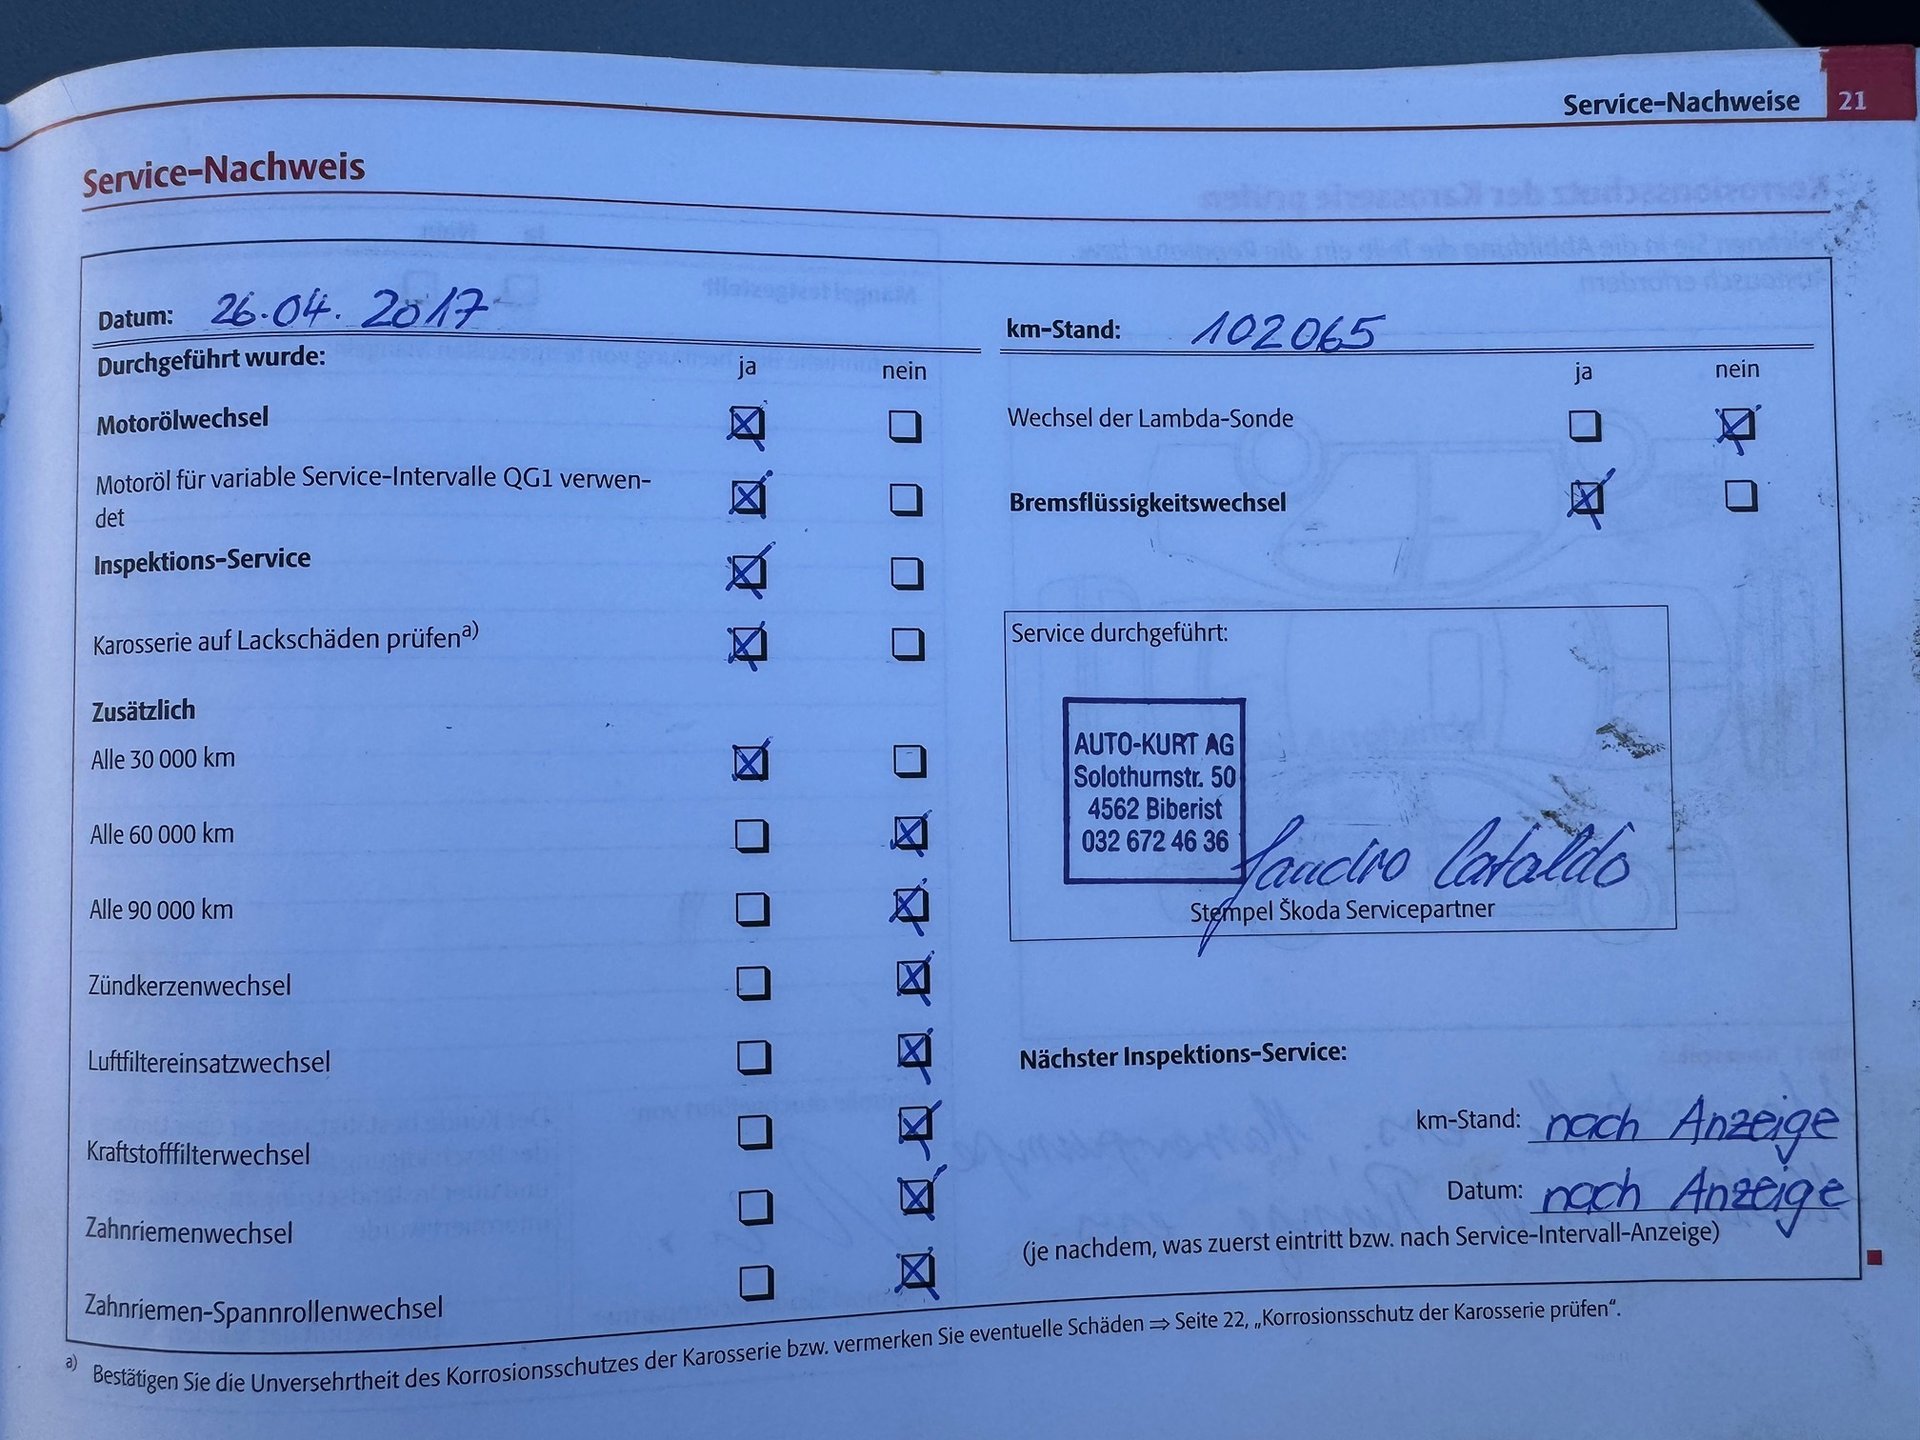 Service-Nachweise 21
Service-Nachweis
Datum: 26.04.2017
Durchgeführt wurde:
ja nein
Motorölwechsel
Motoröl für variable Service-Intervalle QG1 verwen-
det
Inspektions-Service
Karosserie auf Lackschäden prüfen a)
Zusätzlich
Alle 30 000 km
Alle 60 000 km
Alle 90 000 km
Zündkerzenwechsel
Luftfiltereinsatzwechsel
Kraftstofffilterwechsel
Zahnriemenwechsel
Zahnriemen-Spannrollenwechsel
km-Stand: 102065
ja nein
Wechsel der Lambda-Sonde
Bremsflüssigkeitswechsel
Service durchgeführt:
AUTO-KURT AG
Solothurnstr. 50
4562 Biberist
032 672 46 36
Sandro Cataldo
Stempel Škoda Servicepartner
Nächster Inspektions-Service:
km-Stand: nach Anzeige
Datum: nach Anzeige
(je nachdem, was zuerst eintritt bzw. nach Service-Intervall-Anzeige)
a) Bestätigen Sie die Unversehrtheit des Korrosionsschutzes der Karosserie bzw. vermerken Sie eventuelle Schäden ⇒ Seite 22, „Korrosionsschutz der Karosserie prüfen“.